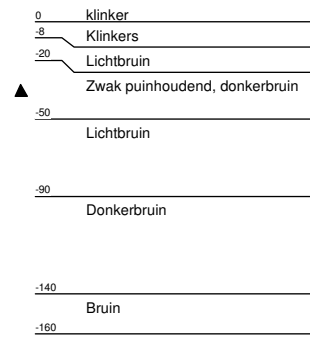 0 klinker
-8 Klinkers
-20 Lichtbruin
Zwak puinhoudend, donkerbruin
-50
Lichtbruin
-90
Donkerbruin
-140
Bruin
-160